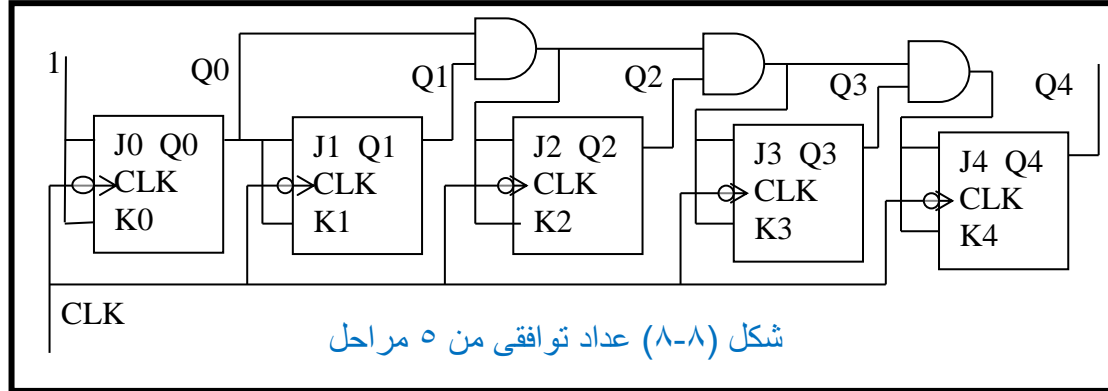 1
Q0
Q1
Q2
Q3
Q4
J0 Q0
CLK
K0
J1 Q1
CLK
K1
J2 Q2
CLK
K2
J3 Q3
CLK
K3
J4 Q4
CLK
K4
CLK
شكل (٨-٨) عداد توافقى من ٥ مراحل